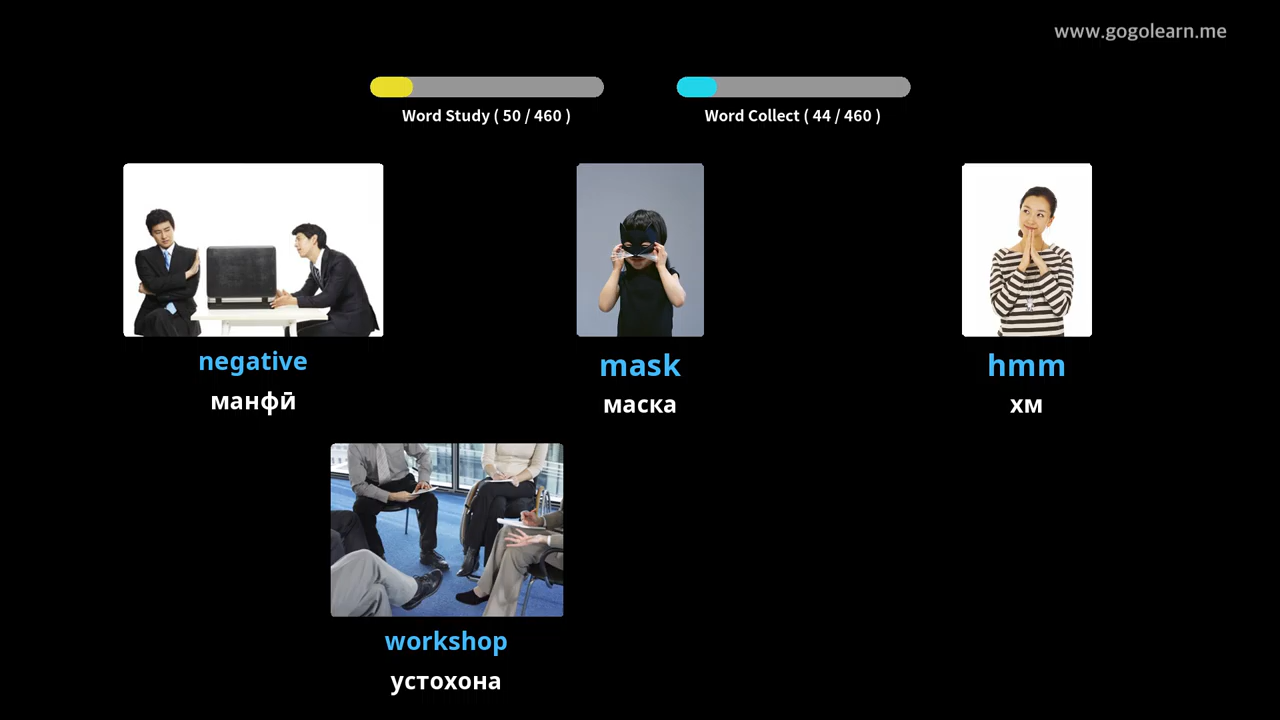 www.gogolearn.me
Word Study ( 50 / 460 )
Word Collect ( 44 / 460 )
negative
манфӣ
mask
маска
hmm
хм
workshop
устохона